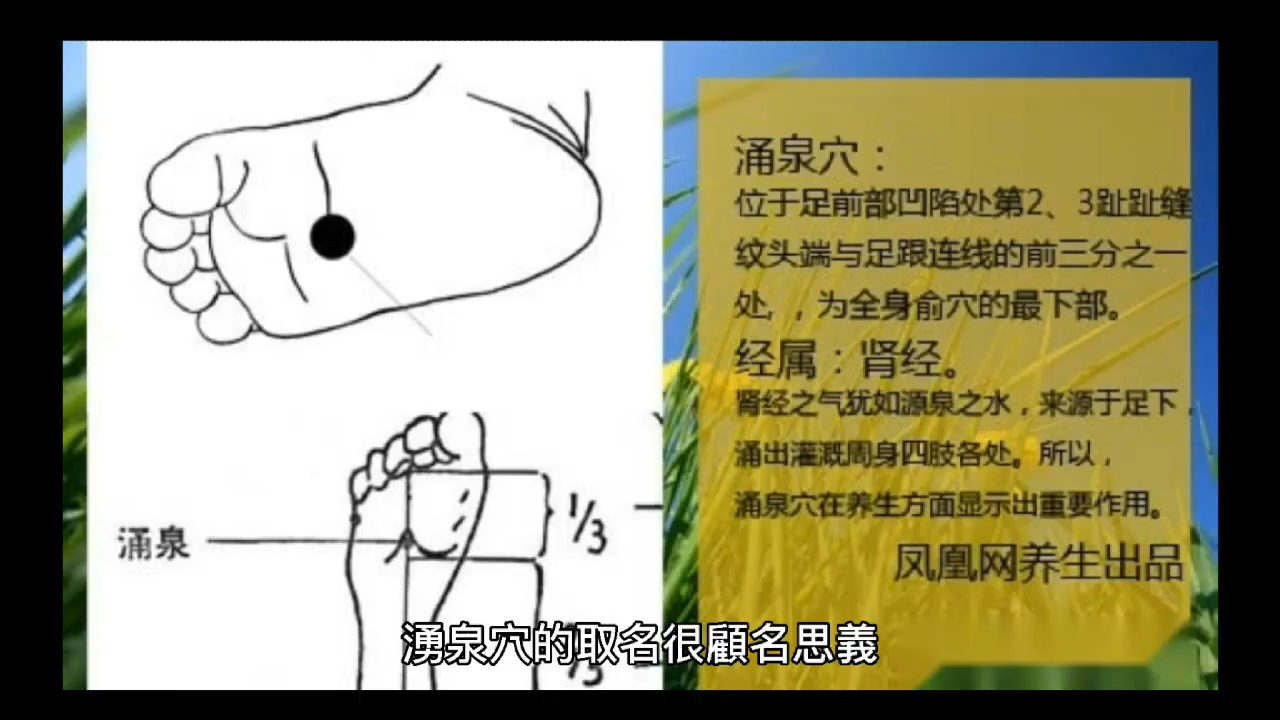 涌泉
1/3
涌泉穴：
位于足前部凹陷处第2、3趾趾缝
纹头端与足跟连线的前三分之一
处,，为全身俞穴的最下部。
经属：肾经。
肾经之气犹如源泉之水，来源于足下，
涌出灌溉周身四肢各处。所以，
涌泉穴在养生方面显示出重要作用。
凤凰网养生出品
湧泉穴的取名很顧名思義